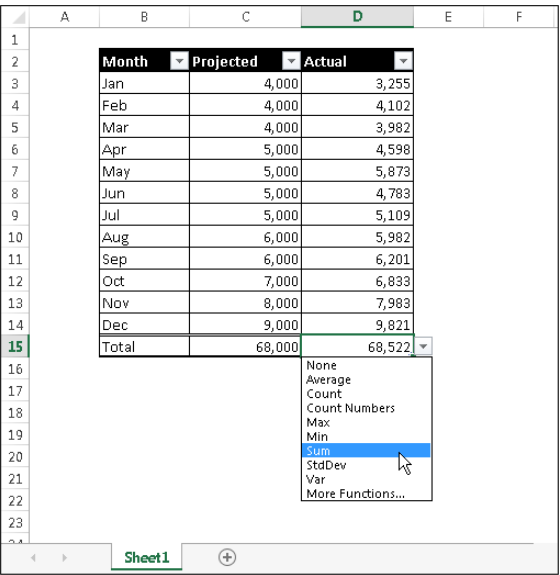 A B C D E F
1
2 Month Projected Actual
3 Jan 4,000 3,255
4 Feb 4,000 4,102
5 Mar 4,000 3,982
6 Apr 5,000 4,598
7 May 5,000 5,873
8 Jun 5,000 4,783
9 Jul 5,000 5,109
10 Aug 6,000 5,982
11 Sep 6,000 6,201
12 Oct 7,000 6,833
13 Nov 8,000 7,983
14 Dec 9,000 9,821
15 Total 68,000 68,522
16 None
Average
17 Count
18 Count Numbers
Max
19 Min
20 Sum
StdDev
21 Var
22 More Functions...
23
Sheet1